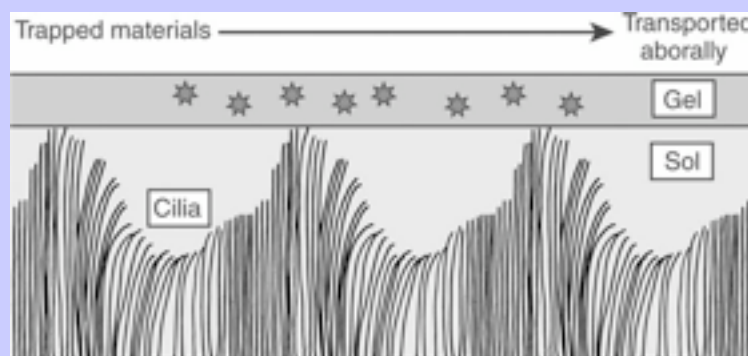 Trapped materials
Transported
aborally
Gel
Sol
Cilia